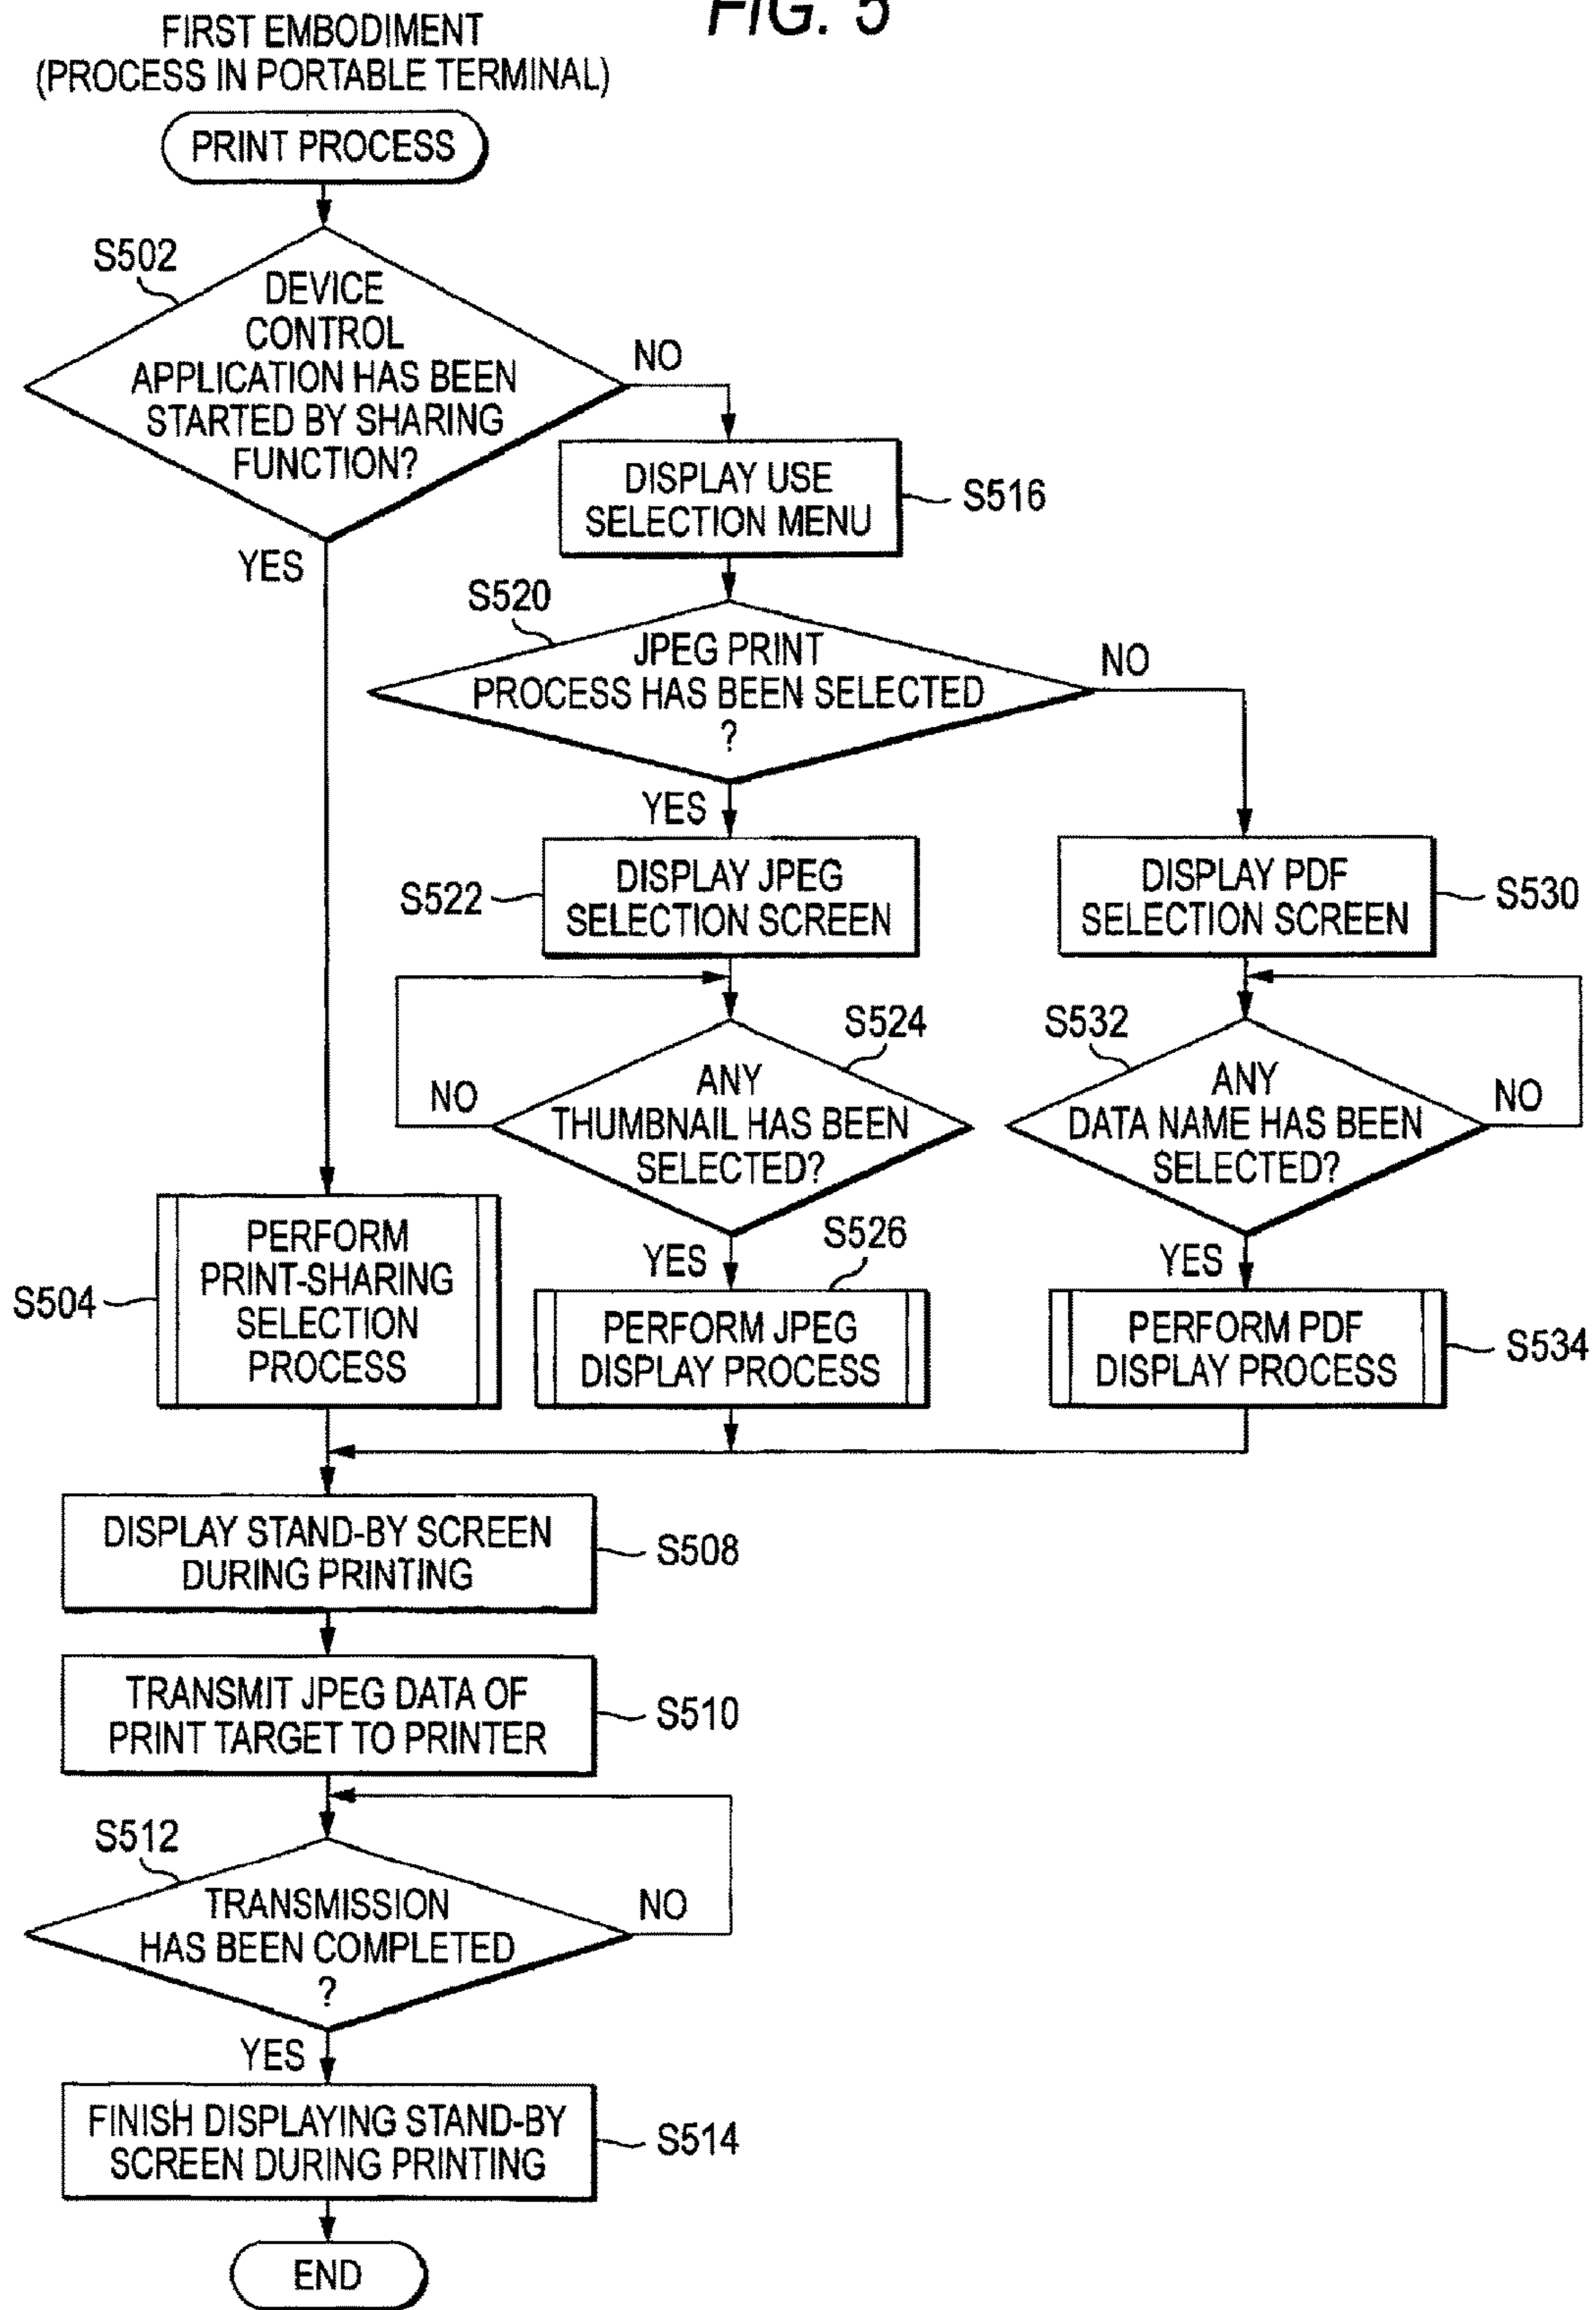 FIG. 5
FIRST EMBODIMENT
(PROCESS IN PORTABLE TERMINAL)
PRINT PROCESS
S502
DEVICE
CONTROL
APPLICATION HAS BEEN
STARTED BY SHARING
FUNCTION?
NO
YES
DISPLAY USE
SELECTION MENU
S516
S520
JPEG PRINT
PROCESS HAS BEEN SELECTED
?
NO
YES
S522
DISPLAY JPEG
SELECTION SCREEN
DISPLAY PDF
SELECTION SCREEN
S530
S524
ANY
THUMBNAIL HAS BEEN
SELECTED?
NO
YES
S532
ANY
DATA NAME HAS BEEN
SELECTED?
NO
YES
S504
PERFORM
PRINT-SHARING
SELECTION
PROCESS
S526
PERFORM JPEG
DISPLAY PROCESS
PERFORM PDF
DISPLAY PROCESS
S534
DISPLAY STAND-BY SCREEN
DURING PRINTING
S508
TRANSMIT JPEG DATA OF
PRINT TARGET TO PRINTER
S510
S512
TRANSMISSION
HAS BEEN COMPLETED
?
NO
YES
FINISH DISPLAYING STAND-BY
SCREEN DURING PRINTING
S514
END